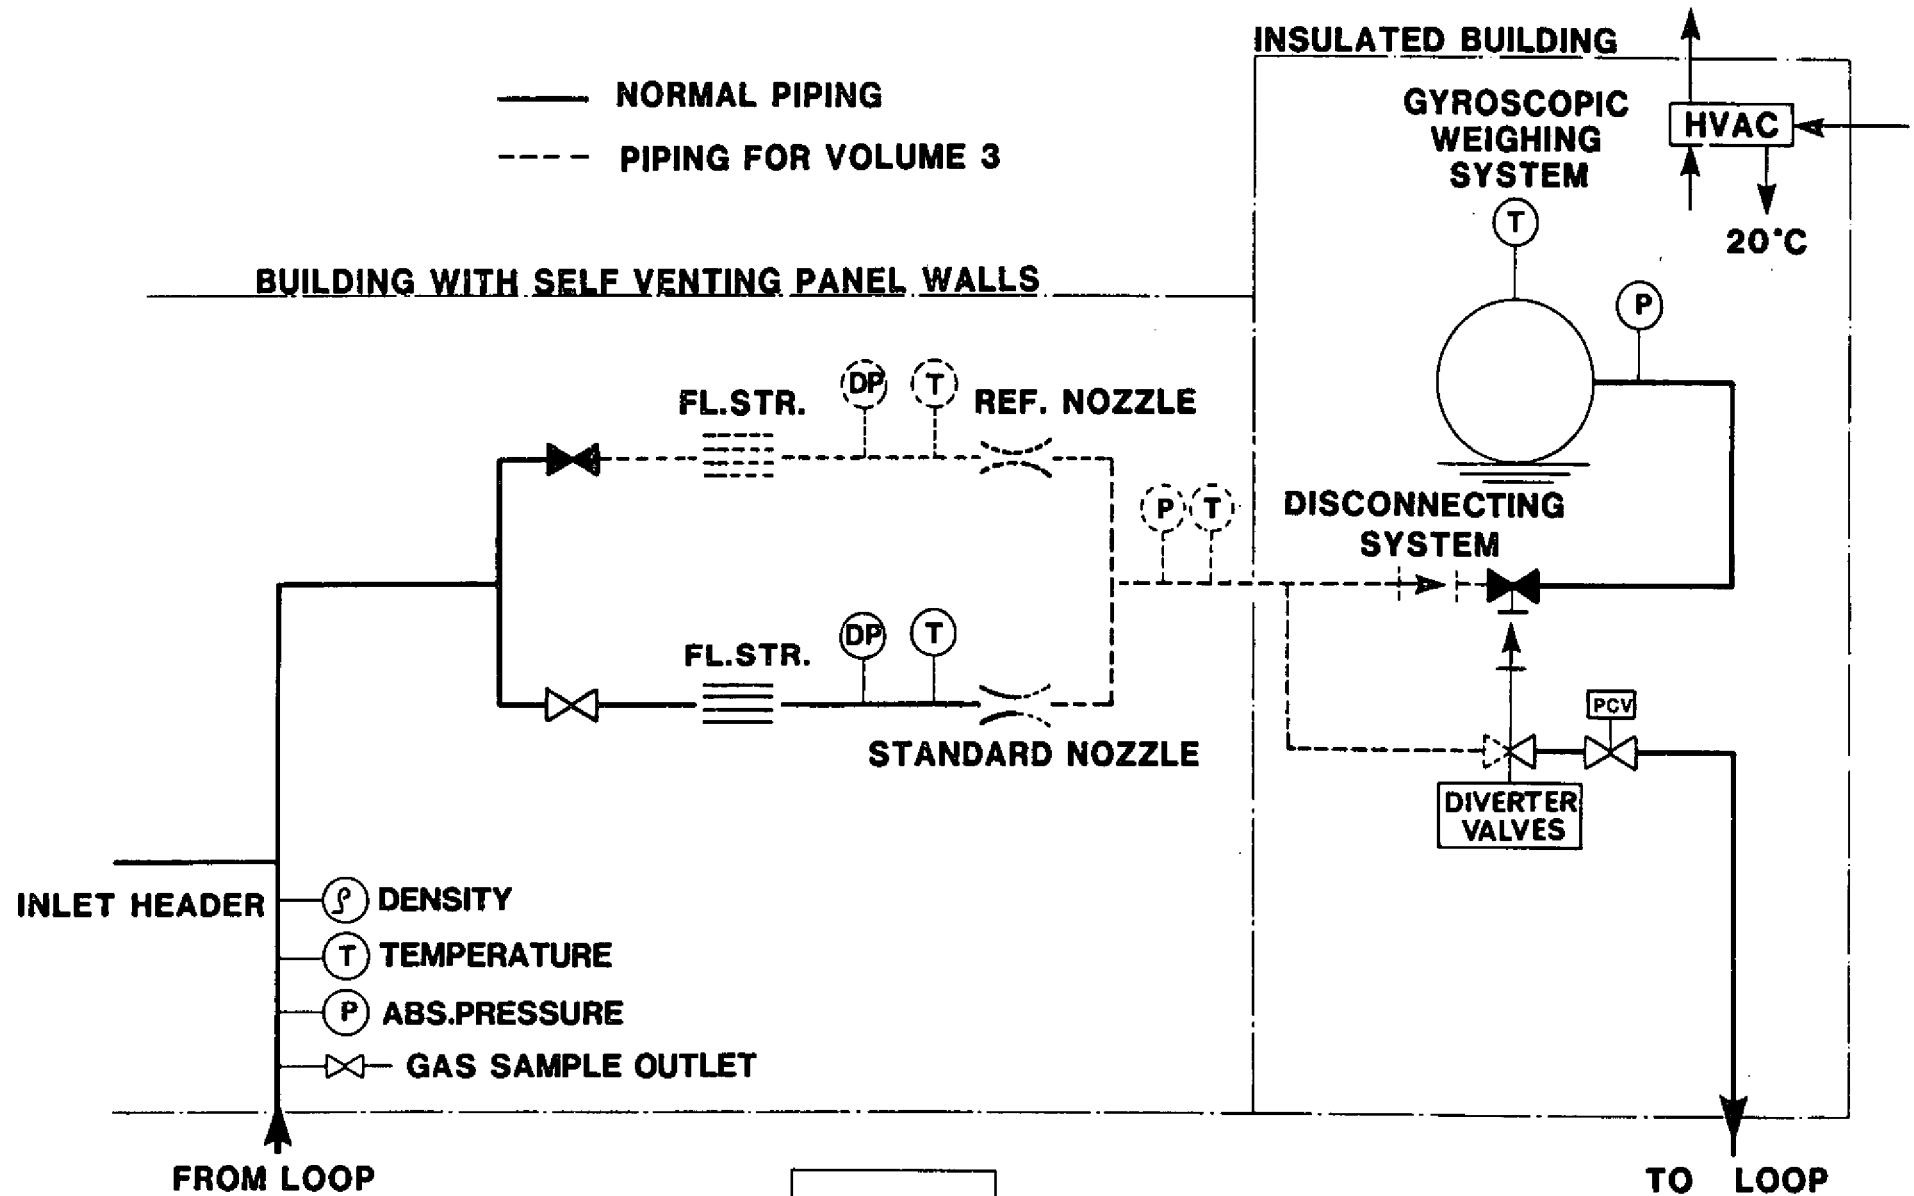 INSULATED BUILDING
NORMAL PIPING
PIPING FOR VOLUME 3
GYROSCOPIC
WEIGHING
SYSTEM
HVAC
T
20°C
BUILDING WITH SELF VENTING PANEL WALLS
P
FL.STR.
DP
T
REF. NOZZLE
P
T
DISCONNECTING
SYSTEM
FL.STR.
DP
T
STANDARD NOZZLE
PCV
DIVERTER
VALVES
INLET HEADER
ρ DENSITY
T TEMPERATURE
P ABS.PRESSURE
GAS SAMPLE OUTLET
FROM LOOP
TO LOOP